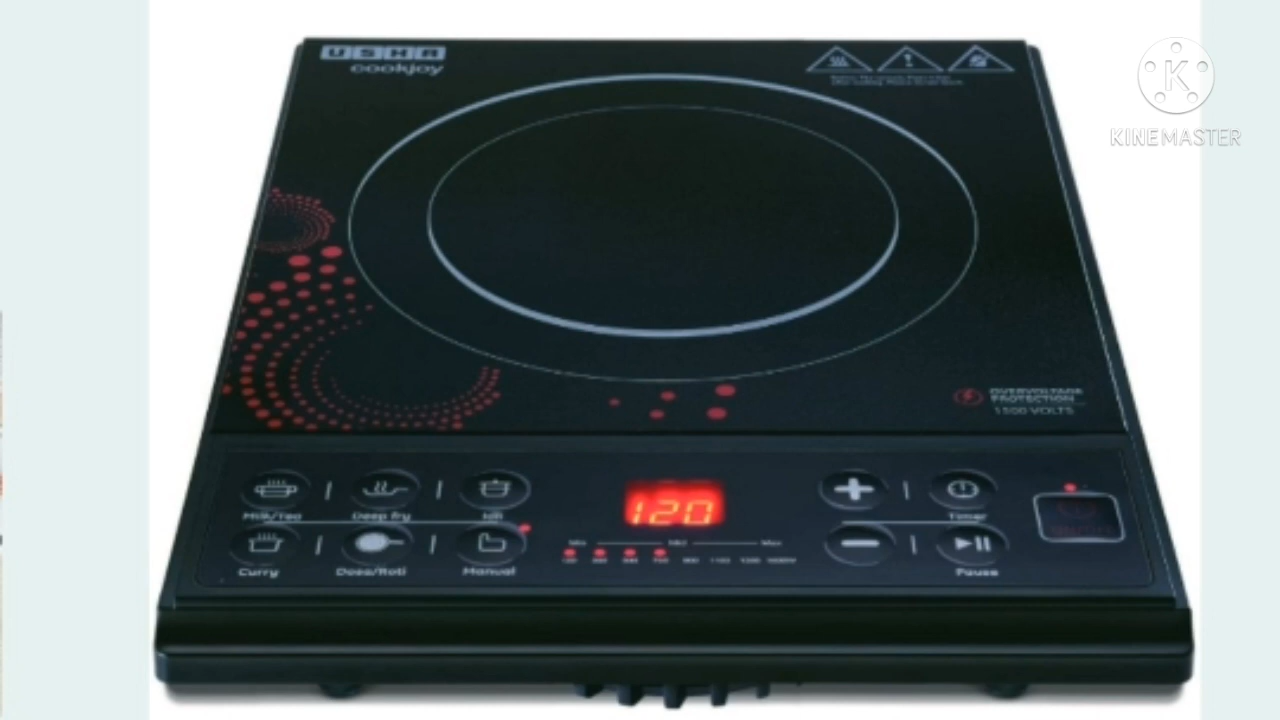 USHA
cookjoy
K
KINEMASTER
OVERVOLTAGE
PROTECTION
1500 VOLTS
120
Milk/Tea
Deep fry
Idli
Timer
Min
Mid
Max
Curry
Dosa/Roti
Manual
Pause